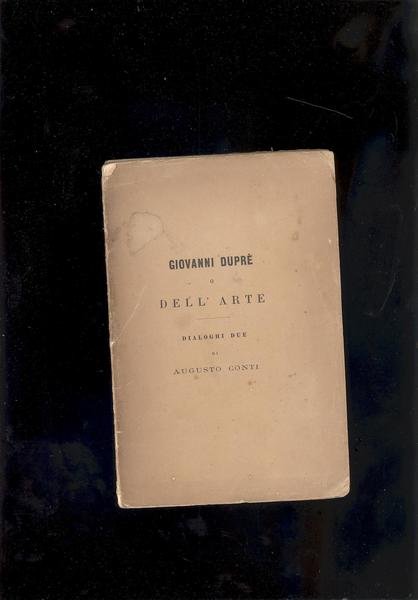 GIOVANNI DUPRÈ
O
DELL' ARTE
DIALOGHI DUE
DI
AUGUSTO CONTI